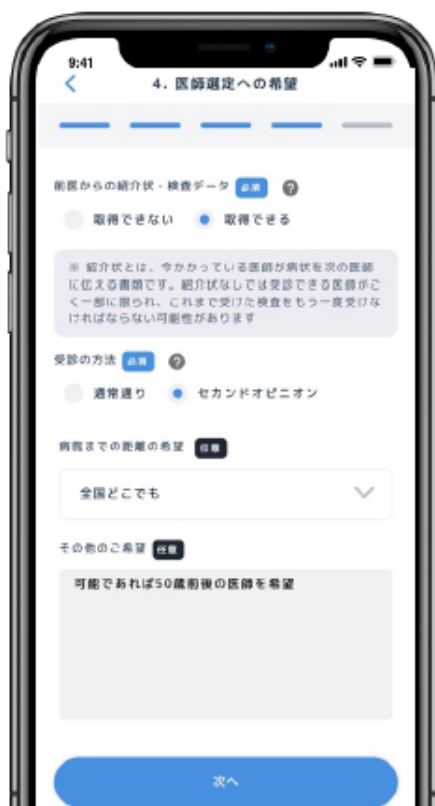 9:41
4. 医師選定への希望
前医からの紹介状・検査データ 必須 ?
取得できない 取得できる
※ 紹介状とは、今かかっている医師が病状を次の医師
に伝える書類です。紹介状なしでは受診できる医師がご
く一部に限られ、これまで受けた検査をもう一度受けな
ければならない可能性があります
受診の方法 必須 ?
通常通り セカンドオピニオン
病院までの距離の希望 任意
全国どこでも
その他のご希望 任意
可能であれば50歳前後の医師を希望
次へ